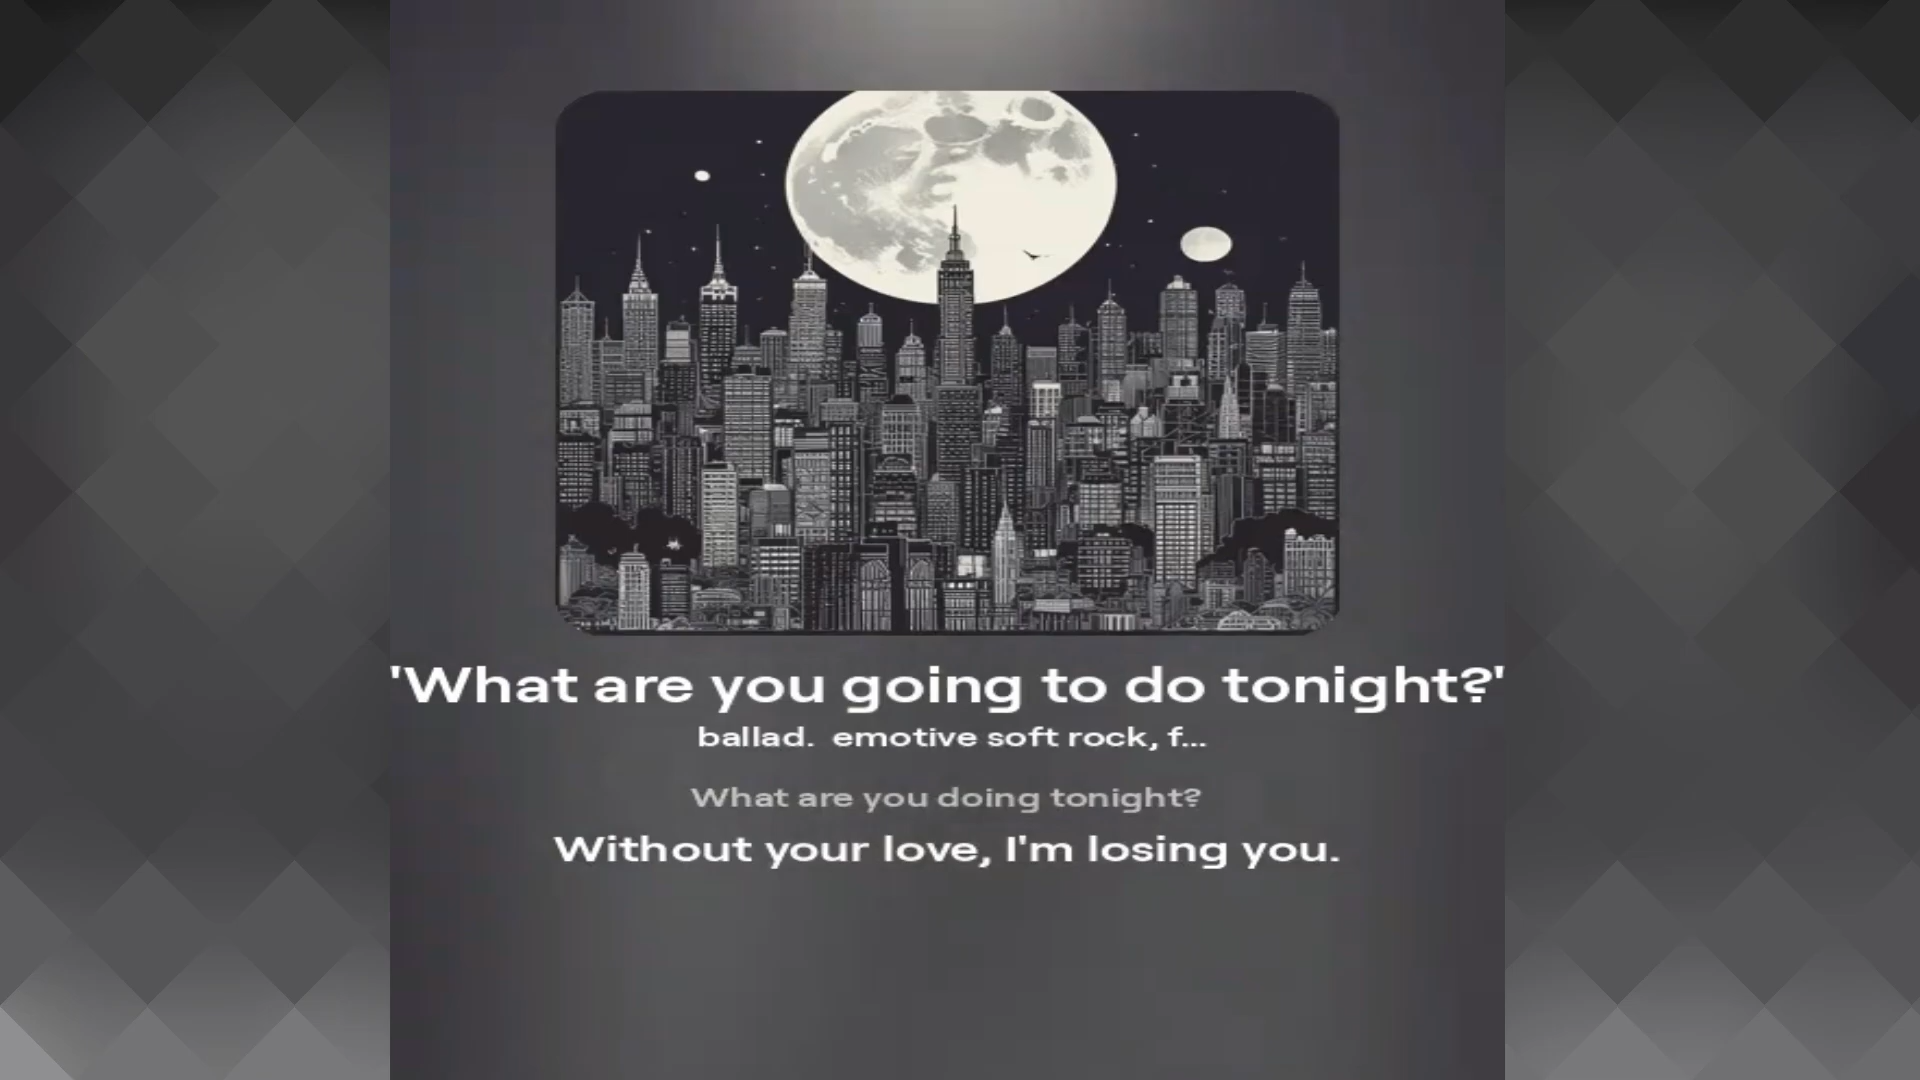 'What are you going to do tonight?'
ballad.  emotive soft rock, f...
What are you doing tonight?
Without your love, I'm losing you.